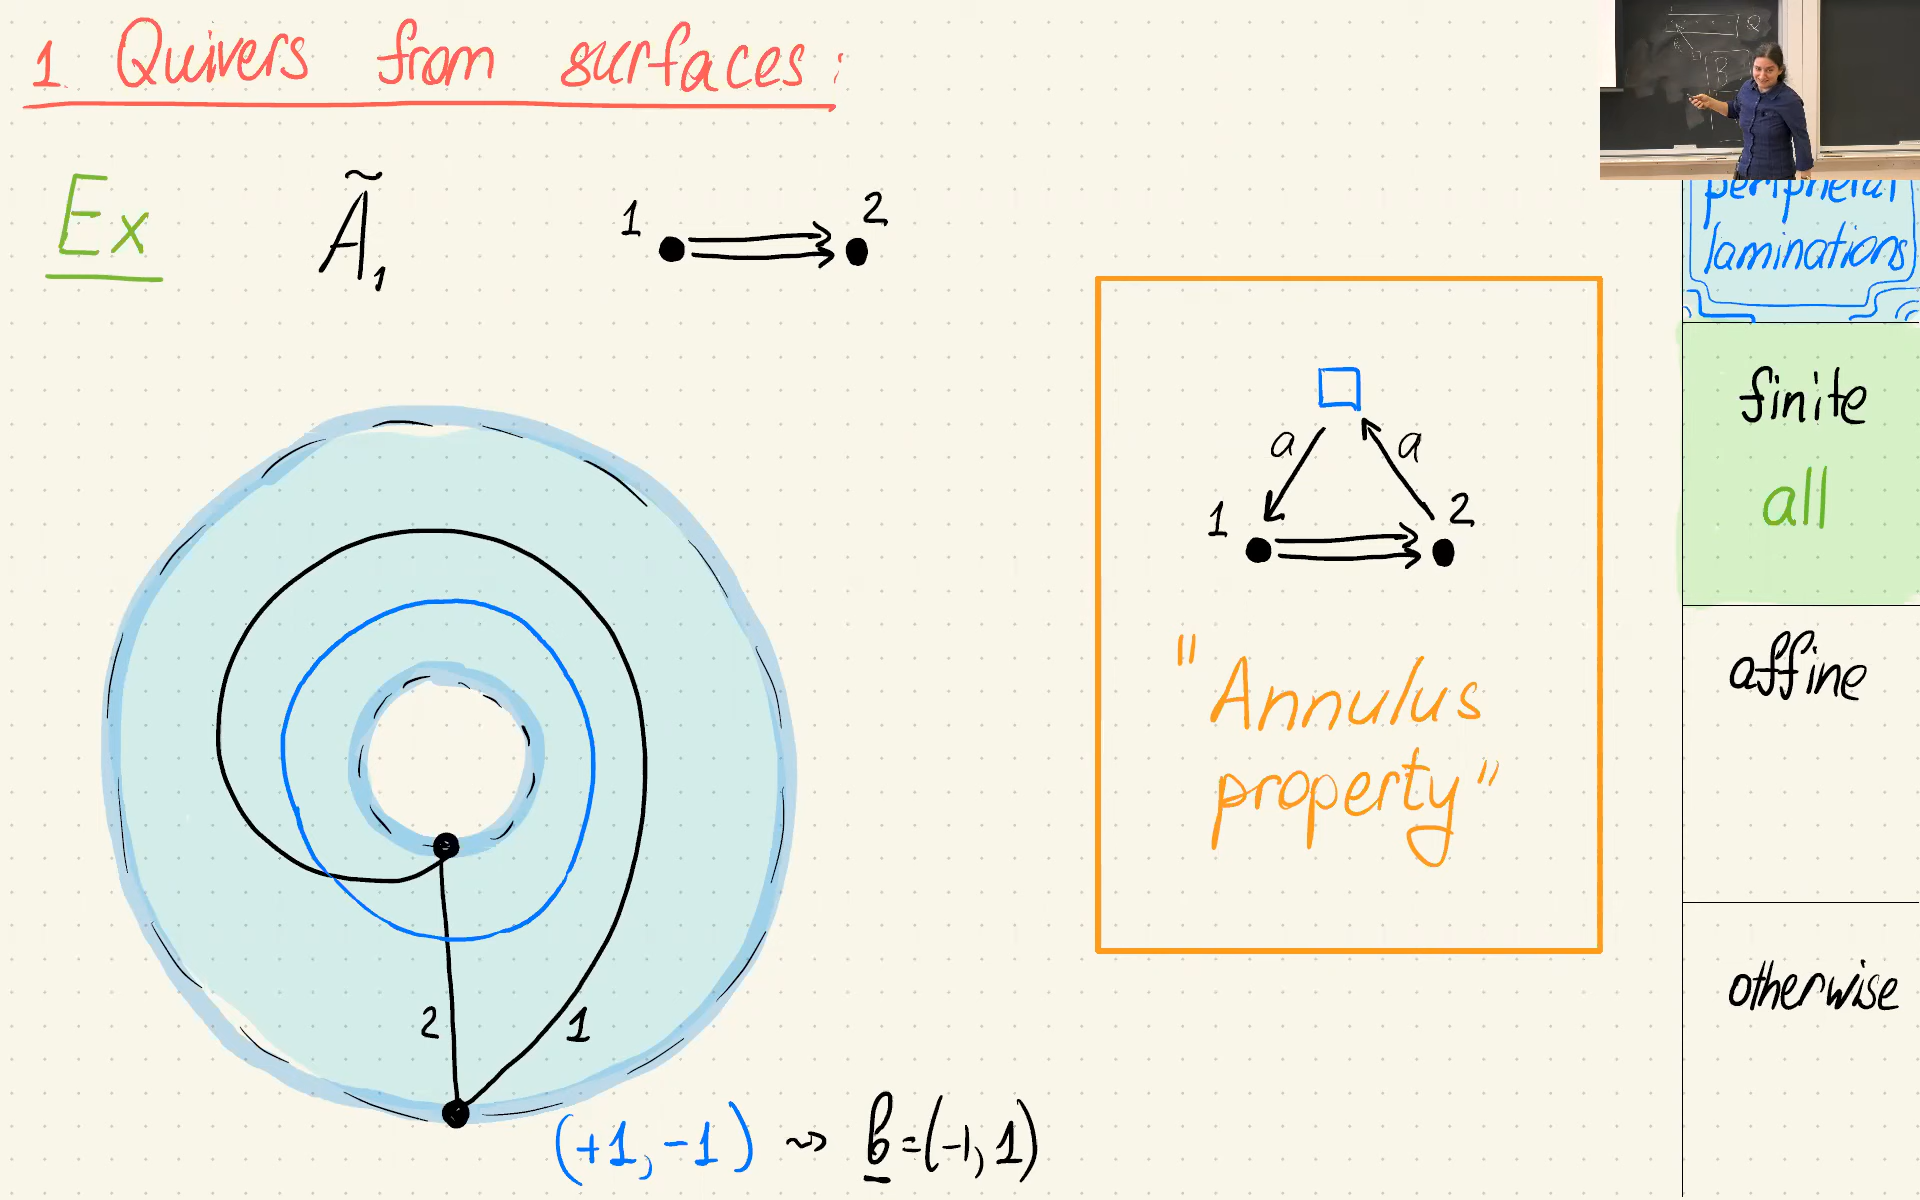 1 Quivers from surfaces:
Ex Ã₁ 1 2
a a
1 2
"Annulus
property"
2 1
(+1, -1) ⇝ b = (-1, 1)
peripheral
laminations
finite
all
affine
otherwise
B
Q